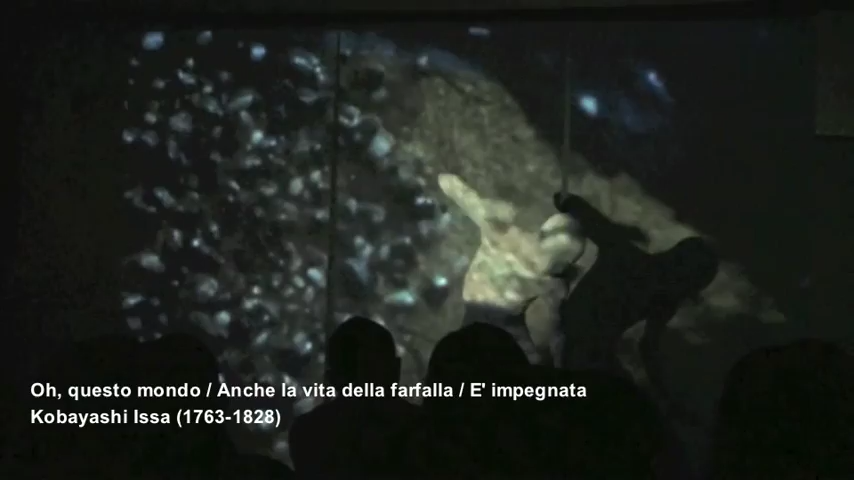 Oh, questo mondo / Anche la vita della farfalla / E' impegnata
Kobayashi Issa (1763-1828)